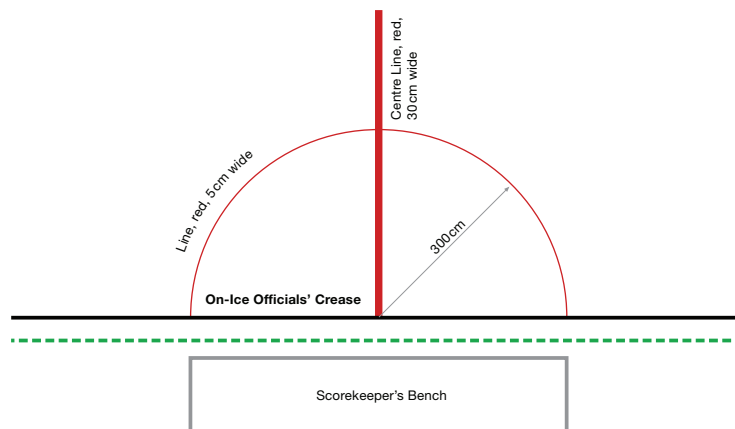 Centre Line, red,
30cm wide
Line, red, 5cm wide
300cm
On-Ice Officials' Crease
Scorekeeper's Bench